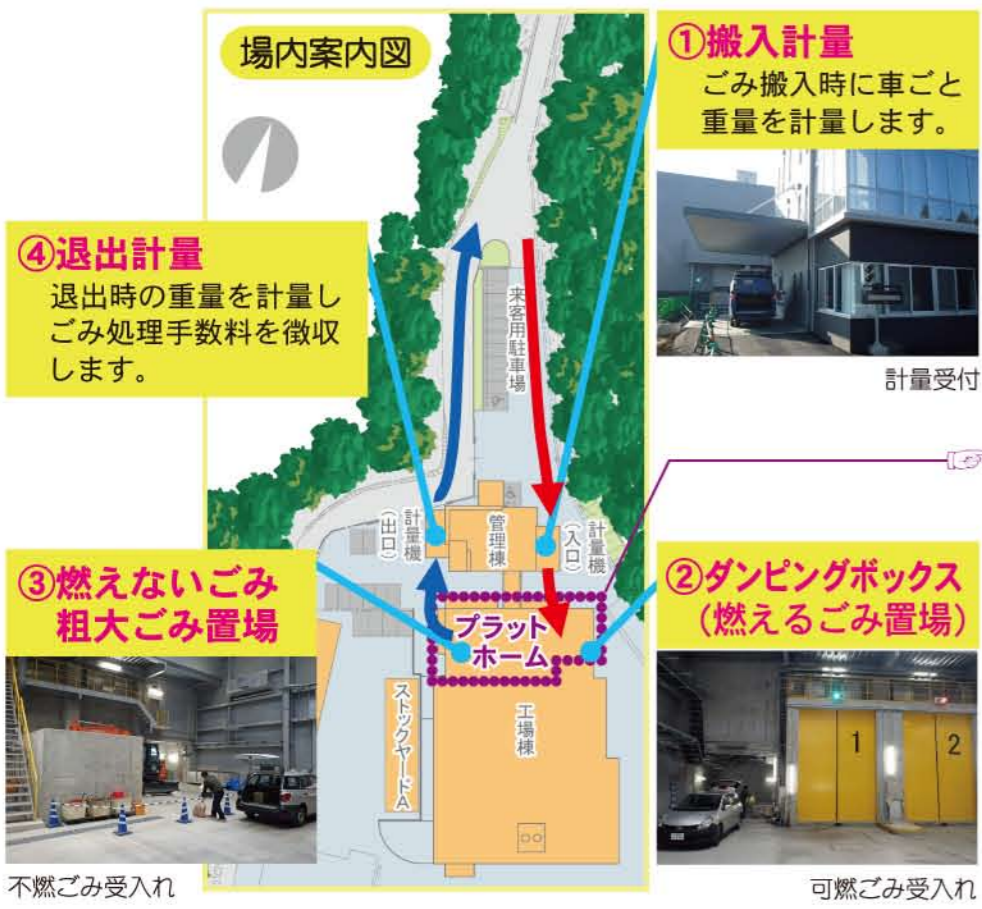 場内案内図
①搬入計量
ごみ搬入時に車ごと
重量を計量します。
計量受付
④退出計量
退出時の重量を計量し
ごみ処理手数料を徴収
します。
来客用駐車場
計量機
(出口)
管理棟
計量機
(入口)
③燃えないごみ
粗大ごみ置場
不燃ごみ受入れ
プラット
ホーム
ストックヤードA
工場棟
②ダンピングボックス
(燃えるごみ置場)
1
2
可燃ごみ受入れ